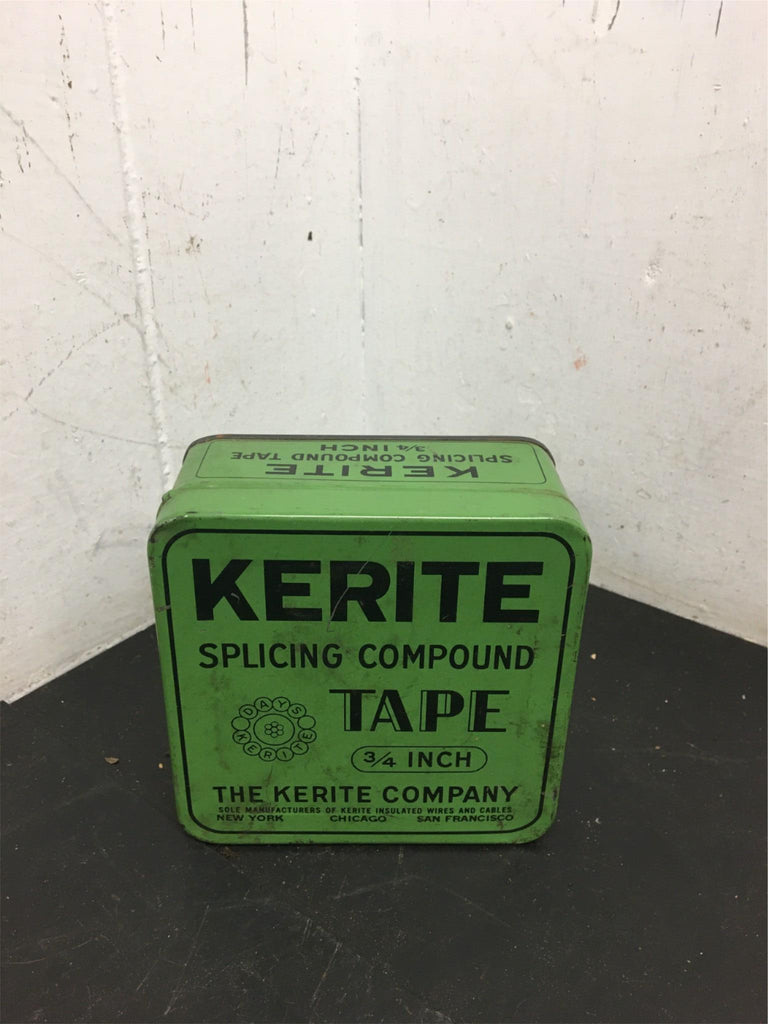 KERITE
SPLICING COMPOUND TAPE
3/4 INCH
KERITE
SPLICING COMPOUND
TAPE
DAYS
KERITE
3/4 INCH
THE KERITE COMPANY
SOLE MANUFACTURERS OF KERITE INSULATED WIRES AND CABLES
NEW YORK CHICAGO SAN FRANCISCO